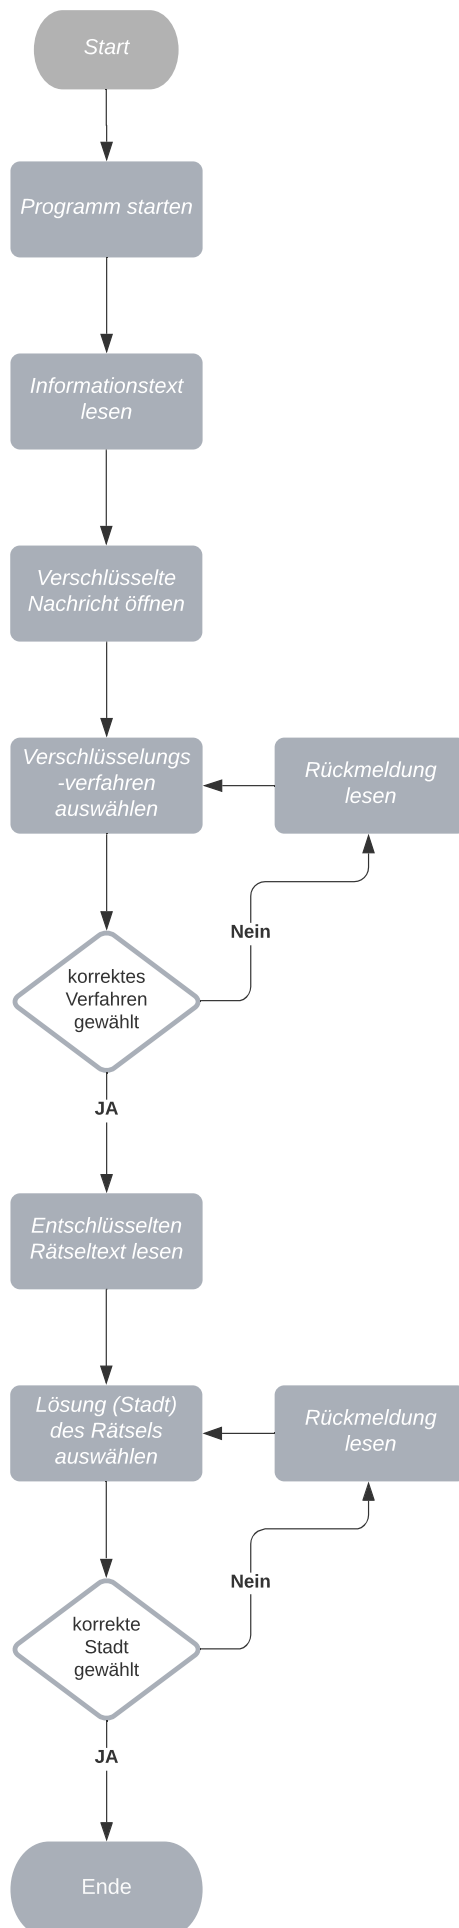 Start
Programm starten
Informationstext
lesen
Verschlüsselte
Nachricht öffnen
Verschlüsselungs
-verfahren
auswählen
Rückmeldung
lesen
Nein
korrektes
Verfahren
gewählt
JA
Entschlüsselten
Rätseltext lesen
Lösung (Stadt)
des Rätsels
auswählen
Rückmeldung
lesen
Nein
korrekte
Stadt
gewählt
JA
Ende